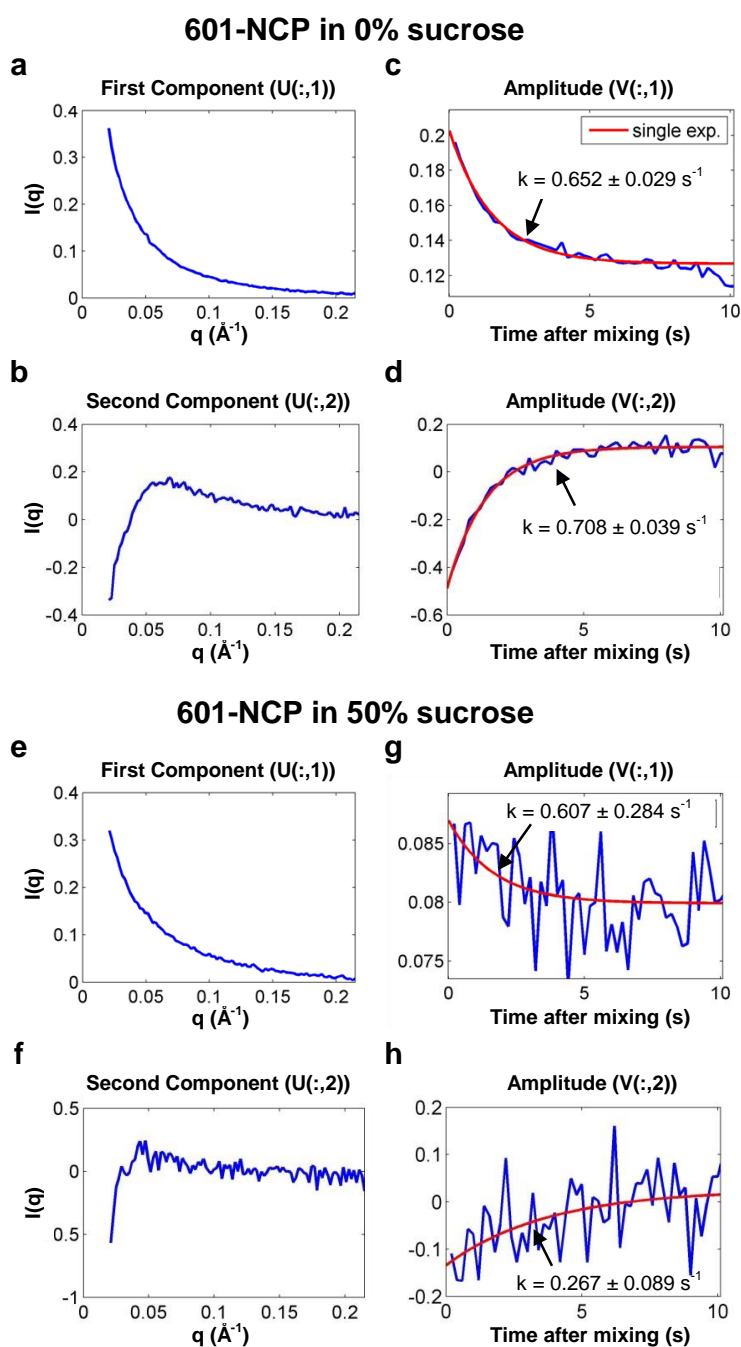 601-NCP in 0% sucrose
a
First Component (U(:,1))
0.4
0.3
0.2
0.1
0
I(q)
0
0.05
0.1
0.15
0.2
q (Å-1)
c
Amplitude (V(:,1))
single exp.
k = 0.652 ± 0.029 s-1
0.2
0.18
0.16
0.14
0.12
0
5
10
Time after mixing (s)
b
Second Component (U(:,2))
0.4
0.2
0
-0.2
-0.4
I(q)
0
0.05
0.1
0.15
0.2
q (Å-1)
d
Amplitude (V(:,2))
0.2
0
-0.2
-0.4
-0.6
k = 0.708 ± 0.039 s-1
0
5
10
Time after mixing (s)
601-NCP in 50% sucrose
e
First Component (U(:,1))
0.4
0.3
0.2
0.1
0
I(q)
0
0.05
0.1
0.15
0.2
q (Å-1)
g
Amplitude (V(:,1))
k = 0.607 ± 0.284 s-1
0.085
0.08
0.075
0
5
10
Time after mixing (s)
f
Second Component (U(:,2))
0.5
0
0.5
-1
I(q)
0
0.05
0.1
0.15
0.2
q (Å-1)
h
Amplitude (V(:,2))
0.2
0.1
0
-0.1
-0.2
k = 0.267 ± 0.089 s-1
0
5
10
Time after mixing (s)